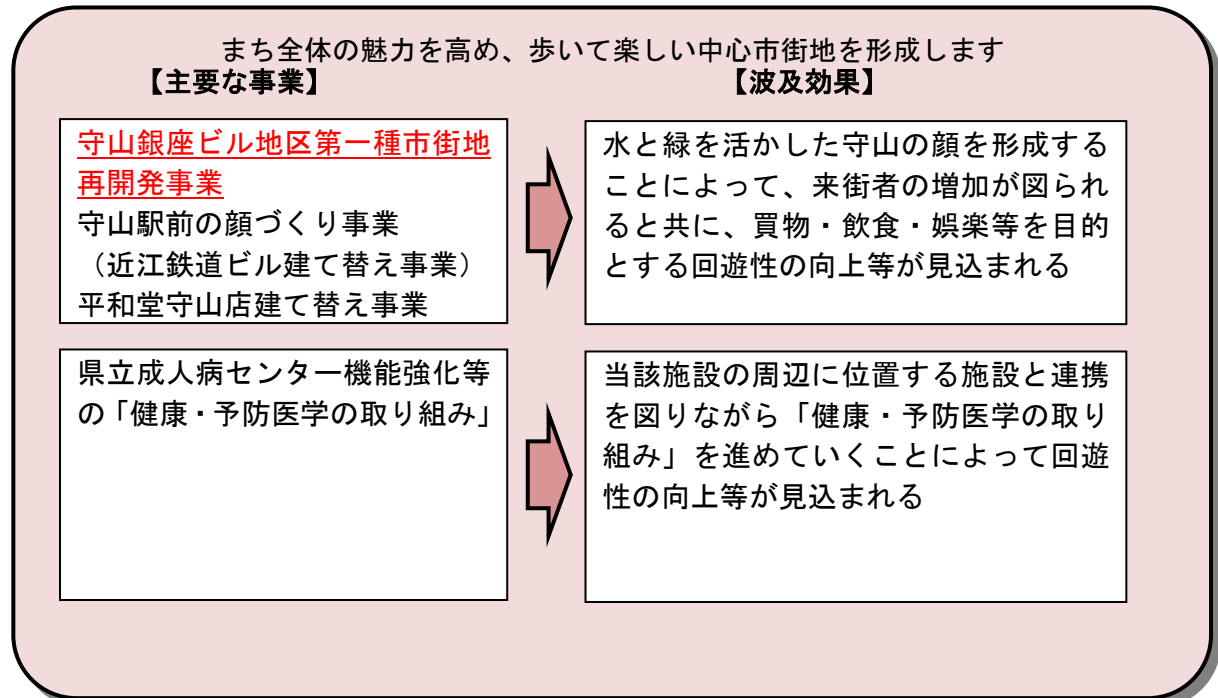 まち全体の魅力を高め、歩いて楽しい中心市街地を形成します
【主要な事業】
【波及効果】
守山銀座ビル地区第一種市街地
再開発事業
守山駅前の顔づくり事業
（近江鉄道ビル建て替え事業）
平和堂守山店建て替え事業
水と緑を活かした守山の顔を形成する
ことによって、来街者の増加が図られ
ると共に、買物・飲食・娯楽等を目的
とする回遊性の向上等が見込まれる
県立成人病センター機能強化等
の「健康・予防医学の取り組み」
当該施設の周辺に位置する施設と連携
を図りながら「健康・予防医学の取り
組み」を進めていくことによって回遊
性の向上等が見込まれる